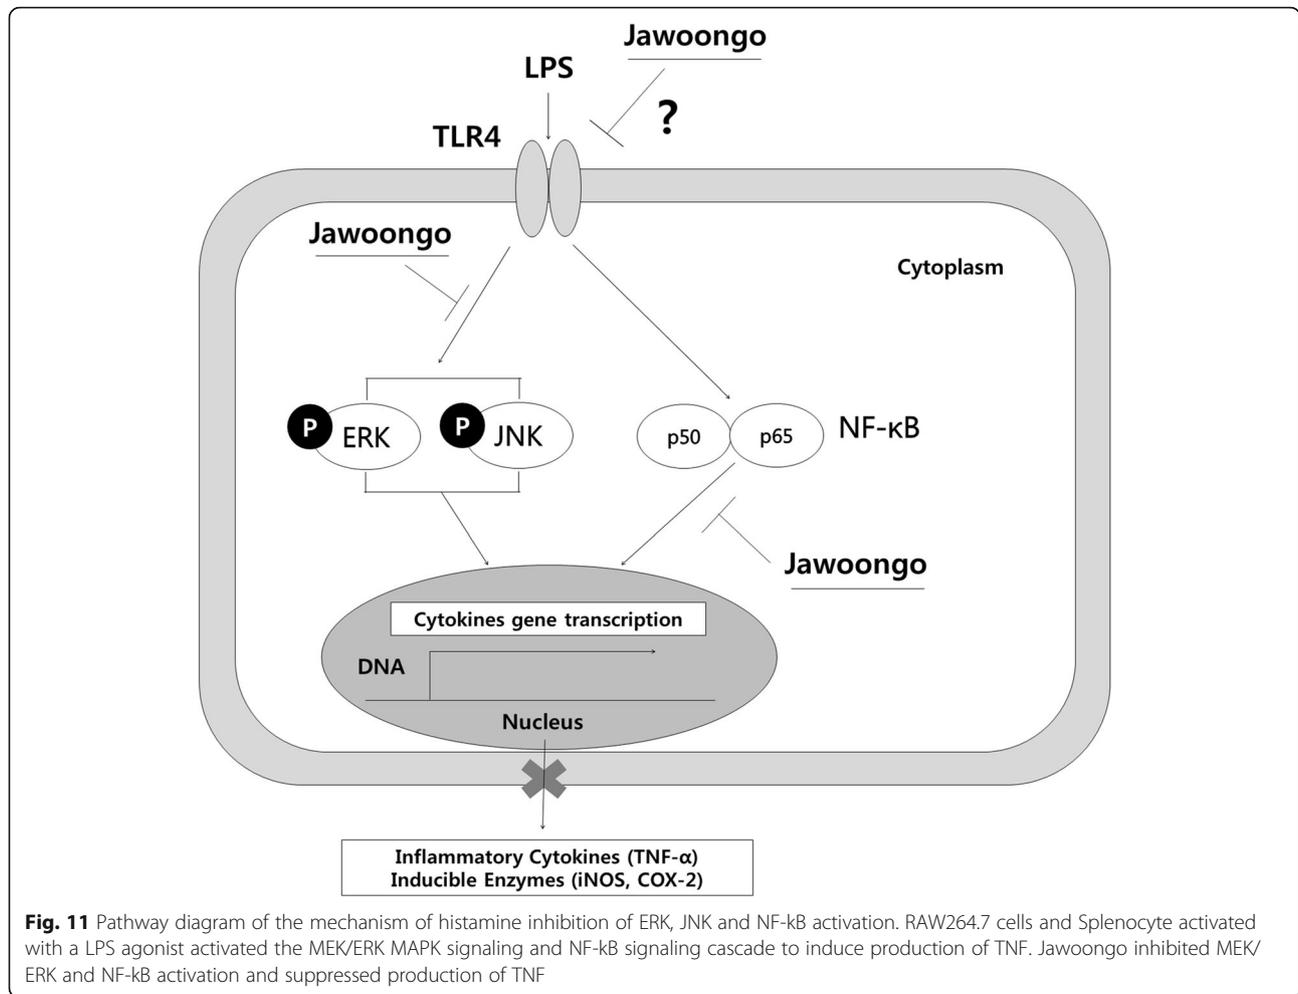 Jawoongo
LPS
?
TLR4
Jawoongo
Cytoplasm
P
ERK
P
JNK
p50
p65
NF-κB
Jawoongo
Cytokines gene transcription
DNA
Nucleus
Inflammatory Cytokines (TNF-α)
Inducible Enzymes (iNOS, COX-2)
Fig. 11 Pathway diagram of the mechanism of histamine inhibition of ERK, JNK and NF-kB activation. RAW264.7 cells and Splenocyte activated
with a LPS agonist activated the MEK/ERK MAPK signaling and NF-kB signaling cascade to induce production of TNF. Jawoongo inhibited MEK/
ERK and NF-kB activation and suppressed production of TNF